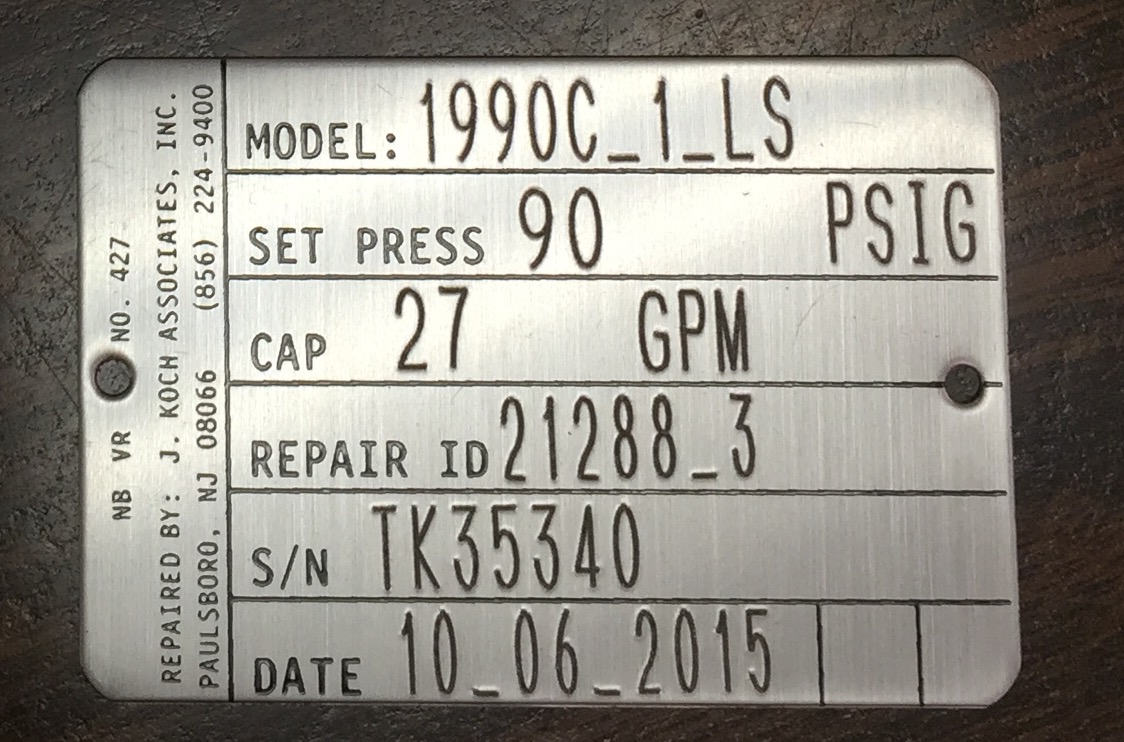 NB VR NO. 427
REPAIRED BY: J. KOCH ASSOCIATES, INC.
PAULSBORO, NJ 08066 (856) 224-9400
MODEL: 1990C_1_LS
SET PRESS 90 PSIG
CAP 27 GPM
REPAIR ID 21288_3
S/N TK35340
DATE 10_06_2015